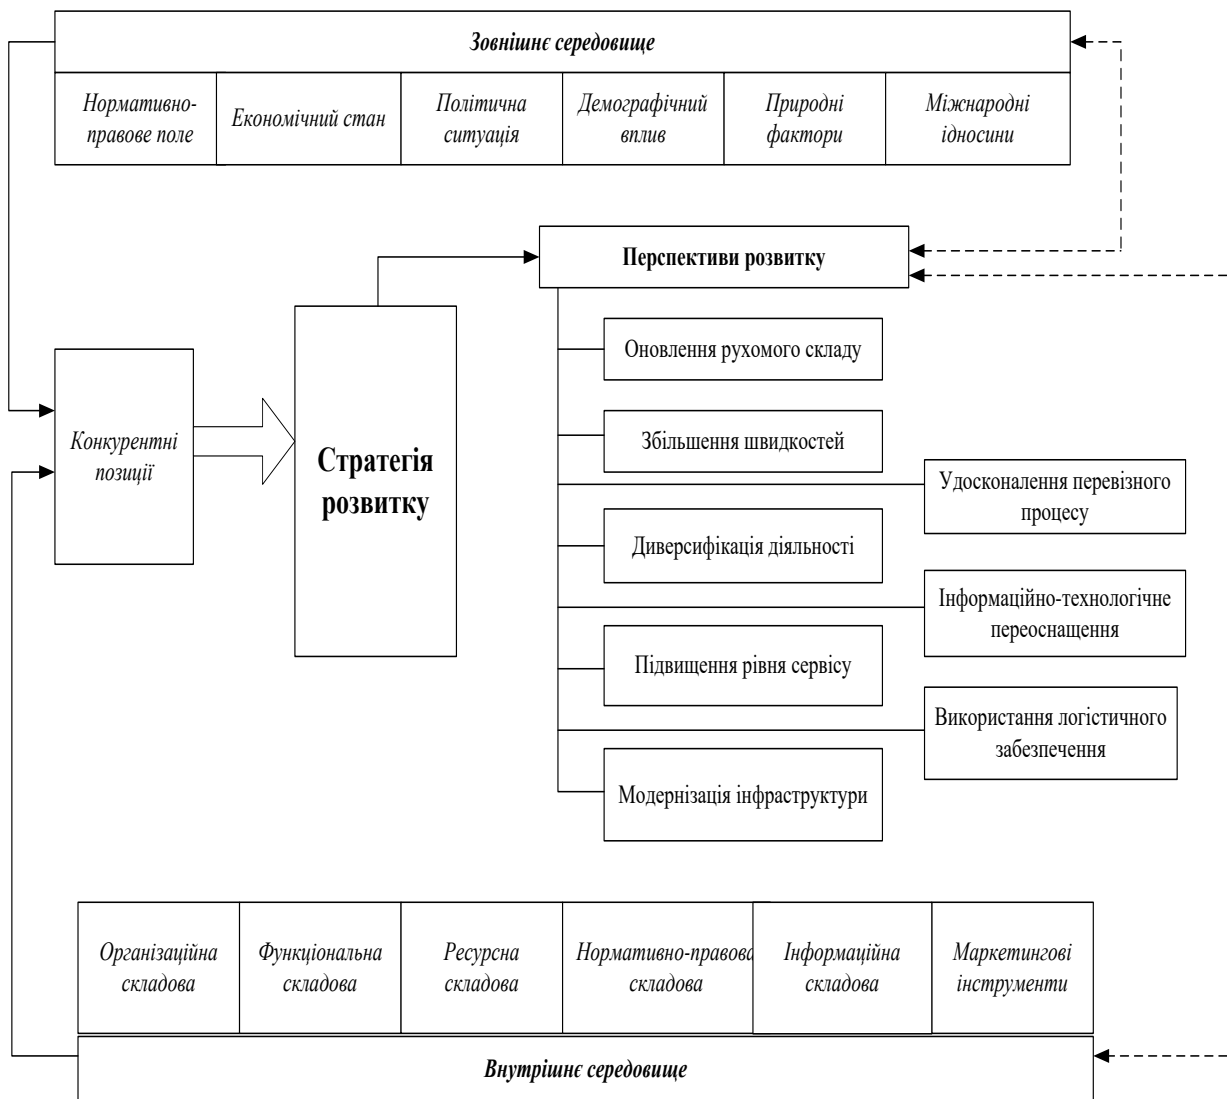 Зовнішнє середовище
Нормативно-
правове поле
Економічний стан
Політична
ситуація
Демографічний
вплив
Природні
фактори
Міжнародні
ідносини
Перспективи розвитку
Оновлення рухомого складу
Збільшення швидкостей
Конкурентні
позиції
Стратегія
розвитку
Удосконалення перевізного
процесу
Диверсифікація діяльності
Інформаційно-технологічне
переоснащення
Підвищення рівня сервісу
Використання логістичного
забезпечення
Модернізація інфраструктури
Організаційна
складова
Функціональна
складова
Ресурсна
складова
Нормативно-правова
складова
Інформаційна
складова
Маркетингові
інструменти
Внутрішнє середовище